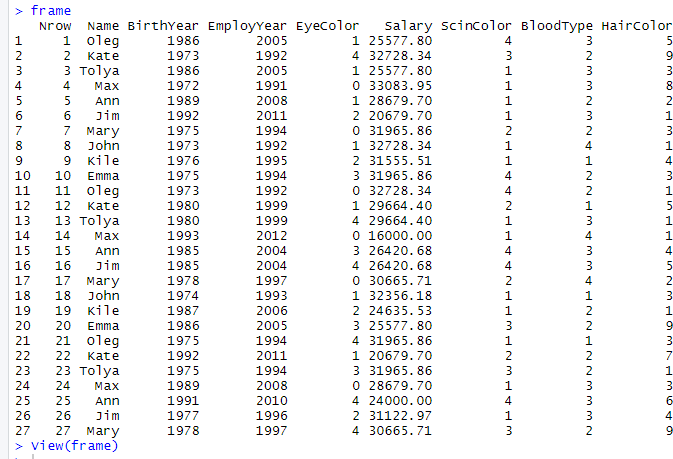 > frame
Nrow Name BirthYear EmployYear EyeColor Salary ScinColor BloodType HairColor
1 1 Oleg 1986 2005 1 25577.80 4 3 5
2 2 Kate 1973 1992 4 32728.34 3 2 9
3 3 Tolya 1986 2005 1 25577.80 1 3 3
4 4 Max 1972 1991 0 33083.95 1 3 8
5 5 Ann 1989 2008 1 28679.70 1 2 2
6 6 Jim 1992 2011 2 20679.70 1 3 1
7 7 Mary 1975 1994 0 31965.86 2 2 3
8 8 John 1973 1992 1 32728.34 1 4 1
9 9 Kile 1976 1995 2 31555.51 1 1 4
10 10 Emma 1975 1994 3 31965.86 4 2 3
11 11 Oleg 1973 1992 0 32728.34 4 2 1
12 12 Kate 1980 1999 1 29664.40 2 1 5
13 13 Tolya 1980 1999 4 29664.40 1 3 1
14 14 Max 1993 2012 0 16000.00 1 4 1
15 15 Ann 1985 2004 3 26420.68 4 3 4
16 16 Jim 1985 2004 4 26420.68 4 3 5
17 17 Mary 1978 1997 0 30665.71 2 4 2
18 18 John 1974 1993 1 32356.18 1 1 3
19 19 Kile 1987 2006 2 24635.53 1 2 1
20 20 Emma 1986 2005 3 25577.80 3 2 9
21 21 Oleg 1975 1994 4 31965.86 1 1 3
22 22 Kate 1992 2011 1 20679.70 2 2 7
23 23 Tolya 1975 1994 3 31965.86 3 2 1
24 24 Max 1989 2008 0 28679.70 1 3 3
25 25 Ann 1991 2010 4 24000.00 4 3 6
26 26 Jim 1977 1996 2 31122.97 1 3 4
27 27 Mary 1978 1997 4 30665.71 3 2 9
> View(frame)